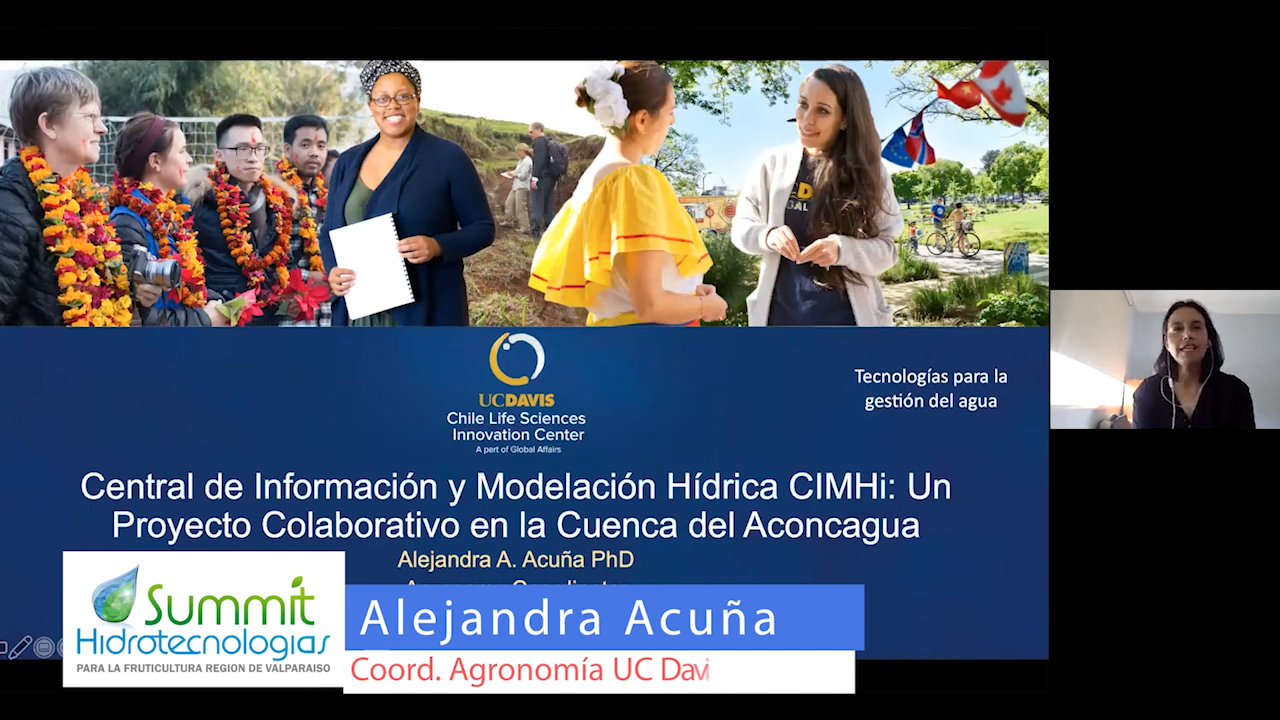 UCDAVIS
Chile Life Sciences
Innovation Center
A part of Global Affairs
Tecnologías para la
gestión del agua
Central de Información y Modelación Hídrica CIMHi: Un
Proyecto Colaborativo en la Cuenca del Aconcagua
Alejandra A. Acuña PhD
Summit
Hidrotecnologías
PARA LA FRUTICULTURA REGION DE VALPARAISO
Alejandra Acuña
Coord. Agronomía UC Davi